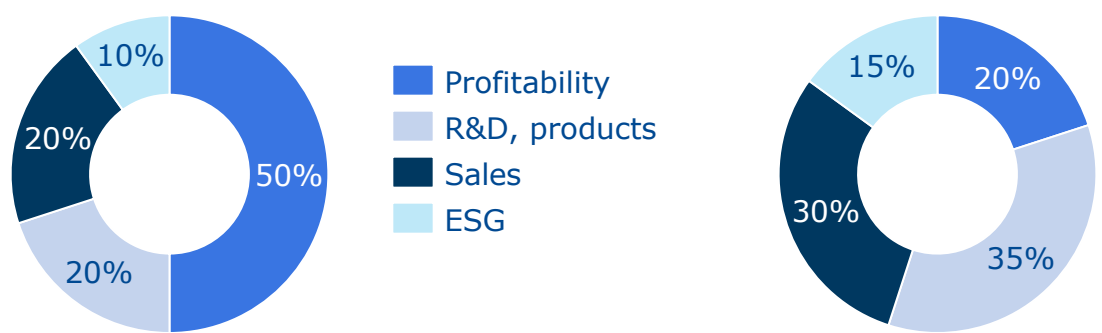 10%
20%
50%
20%
Profitability
R&D, products
Sales
ESG
15%
20%
30%
35%